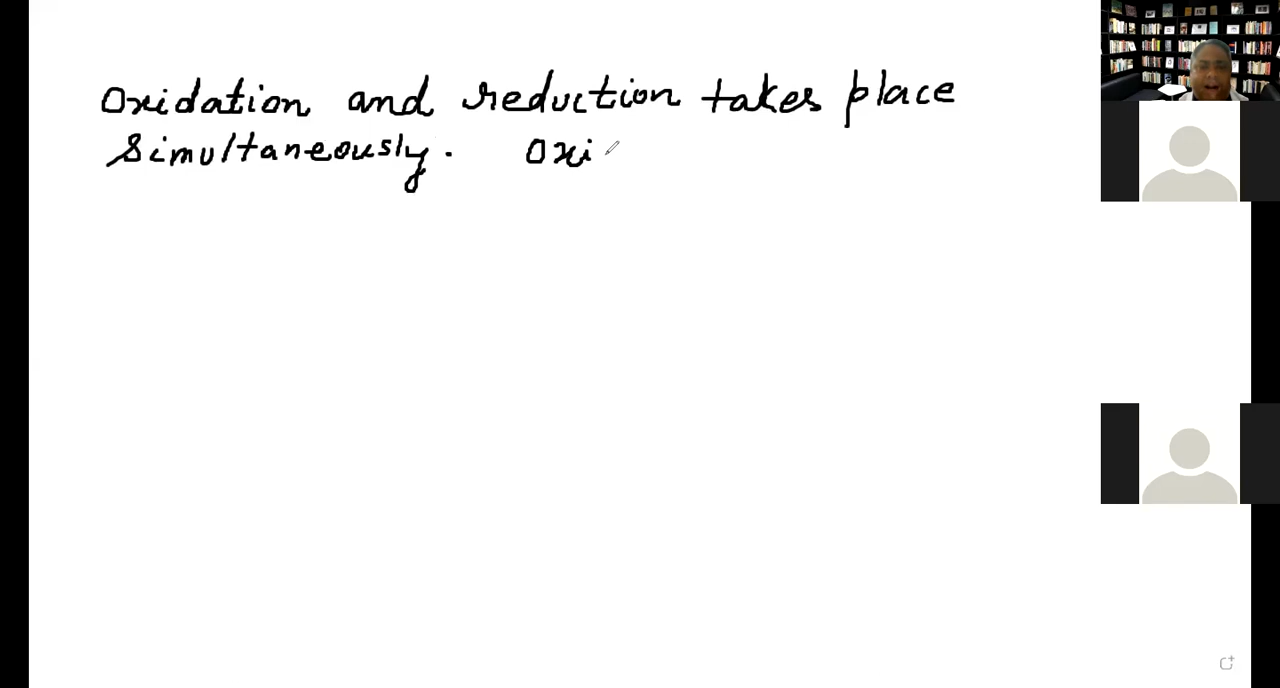 Oxidation and reduction takes place
simultaneously. Oxi